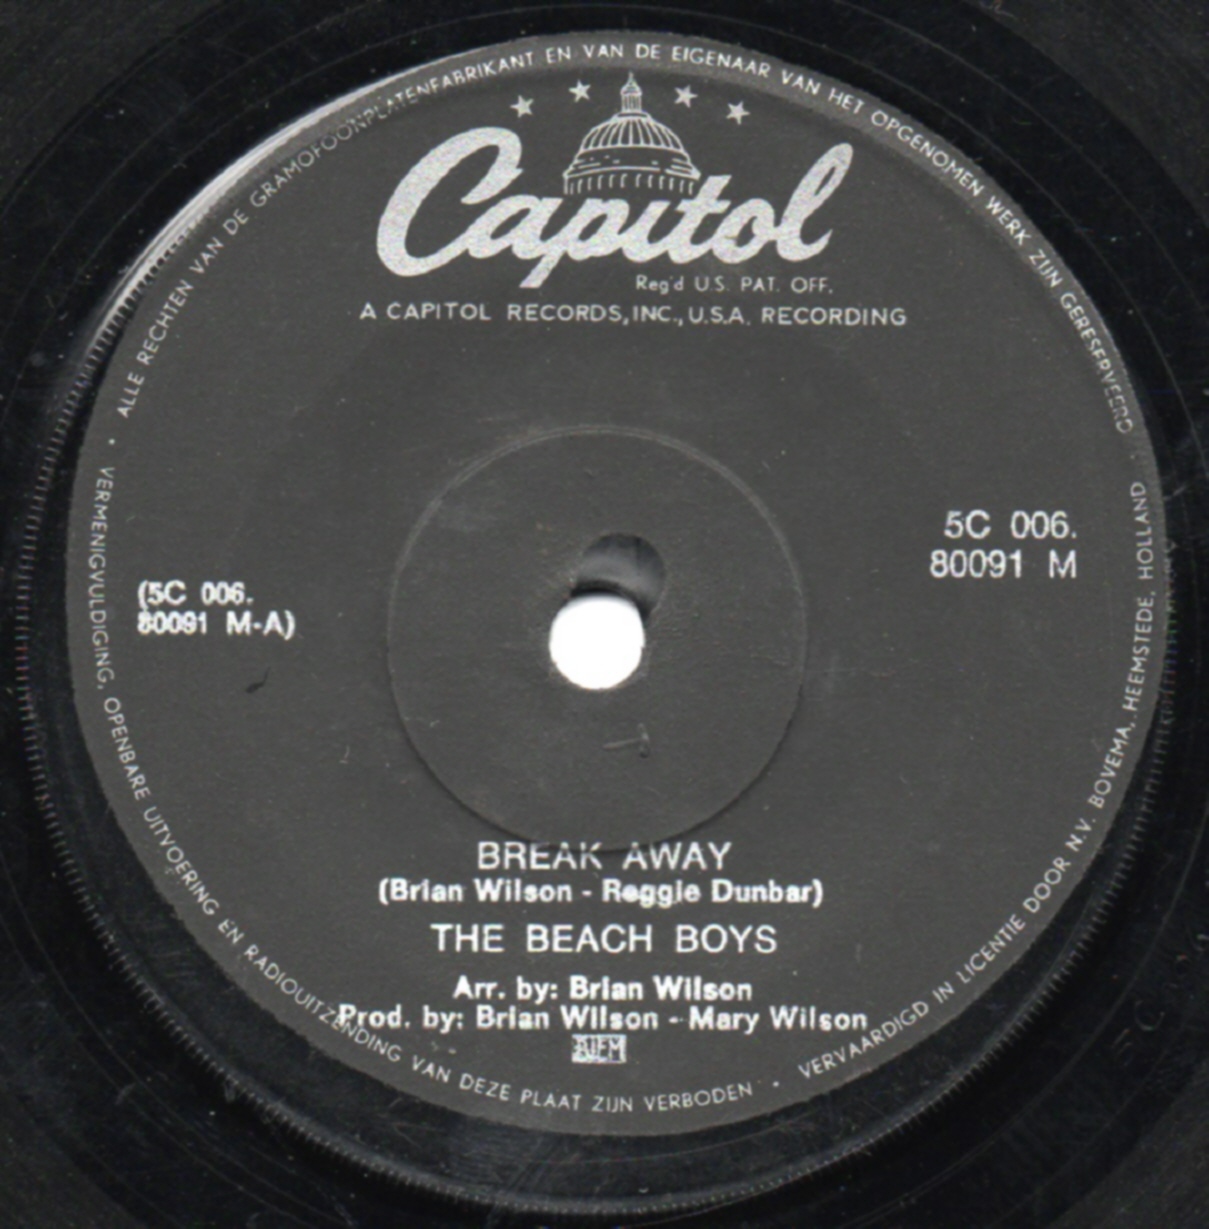 ALLE RECHTEN VAN DE GRAMOFOONPLATENFABRIKANT EN VAN DE EIGENAAR VAN HET OPGENOMEN WERK ZIJN GERESERVEERD
Capitol
Reg'd U.S. PAT. OFF.
A CAPITOL RECORDS, INC., U.S.A. RECORDING
5C 006.
80091 M
(5C 006.
80091 M-A)
BREAK AWAY
(Brian Wilson - Reggie Dunbar)
THE BEACH BOYS
Arr. by: Brian Wilson
Prod. by: Brian Wilson - Mary Wilson
VERMENIGVULDIGING, OPENBARE UITVOERING EN RADIOUITZENDING VAN DEZE PLAAT ZIJN VERBODEN
VERVAARDIGD IN LICENTIE DOOR N.V. BOVEMA, HEEMSTEDE, HOLLAND